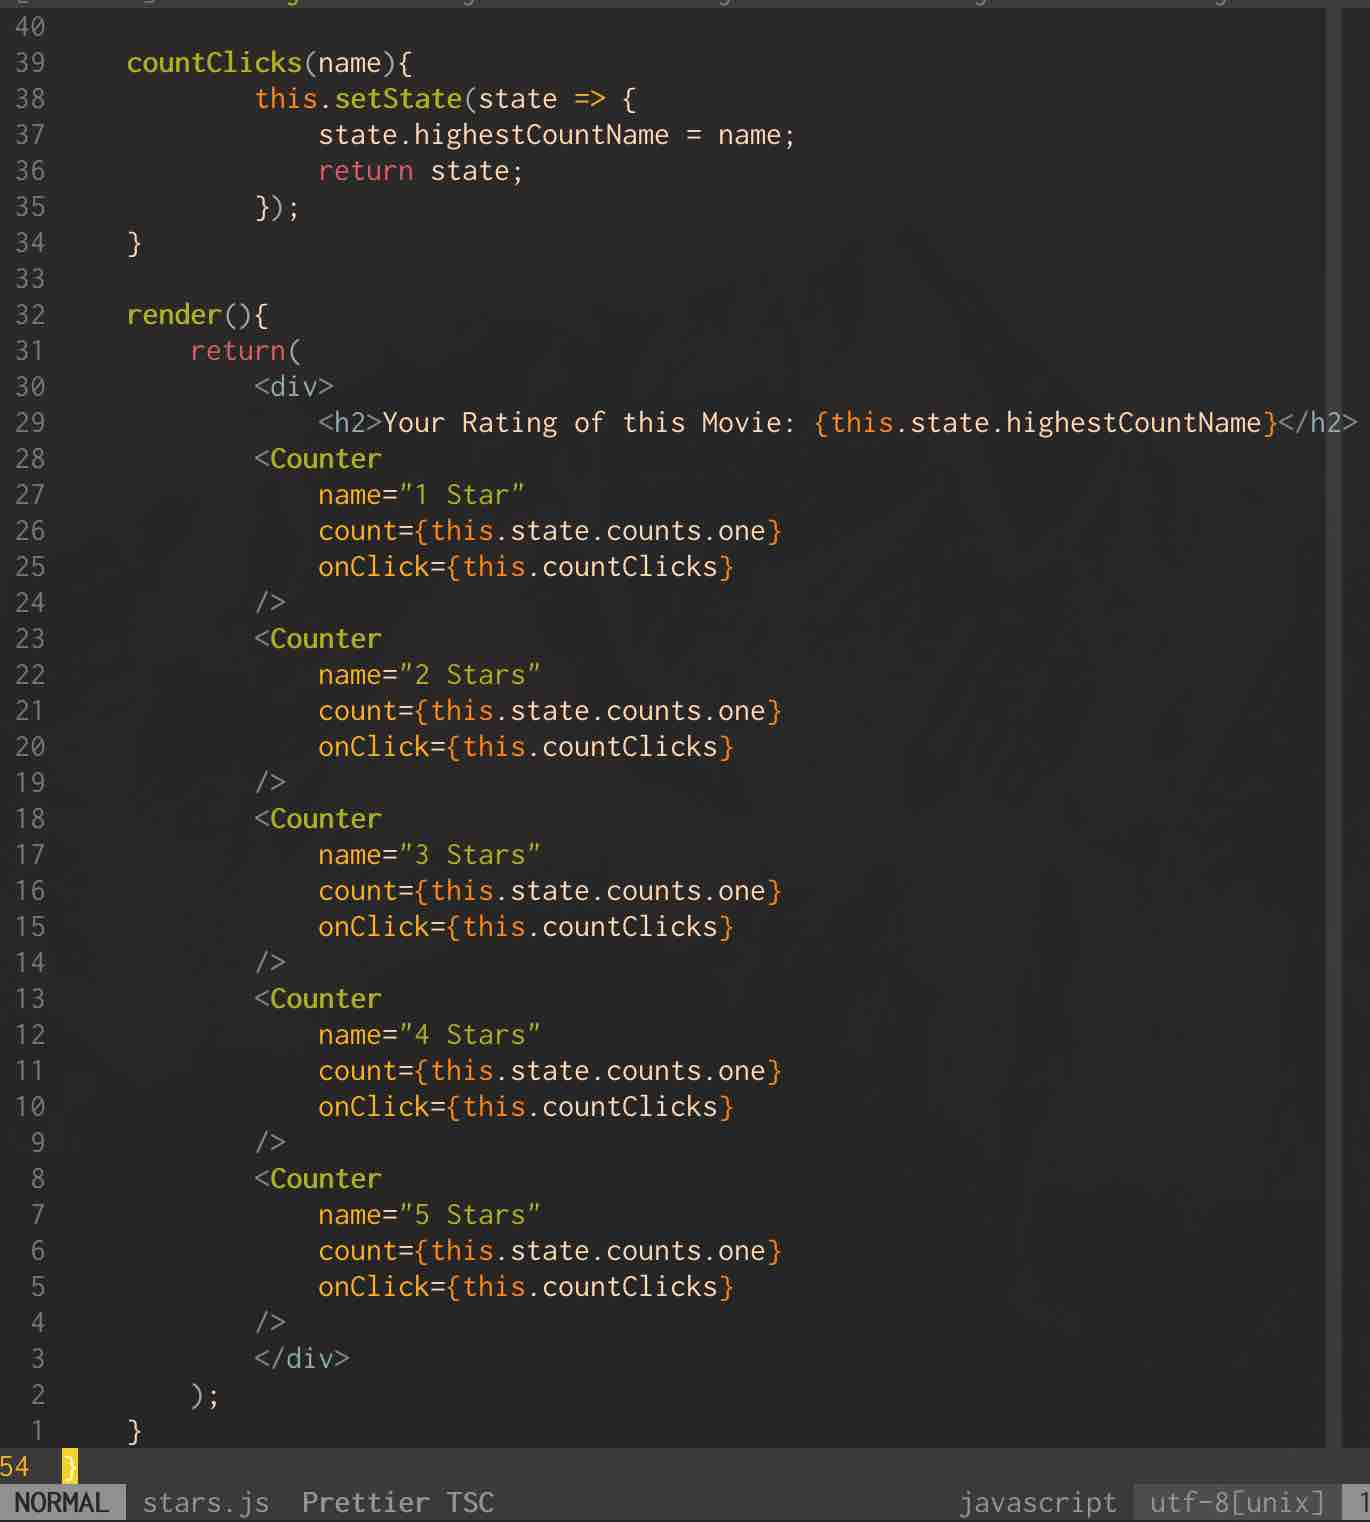 40
39 countClicks(name){
38 this.setState(state => {
37 state.highestCountName = name;
36 return state;
35 });
34 }
33
32 render(){
31 return(
30 <div>
29 <h2>Your Rating of this Movie: {this.state.highestCountName}</h2>
28 <Counter
27 name="1 Star"
26 count={this.state.counts.one}
25 onClick={this.countClicks}
24 />
23 <Counter
22 name="2 Stars"
21 count={this.state.counts.one}
20 onClick={this.countClicks}
19 />
18 <Counter
17 name="3 Stars"
16 count={this.state.counts.one}
15 onClick={this.countClicks}
14 />
13 <Counter
12 name="4 Stars"
11 count={this.state.counts.one}
10 onClick={this.countClicks}
9 />
8 <Counter
7 name="5 Stars"
6 count={this.state.counts.one}
5 onClick={this.countClicks}
4 />
3 </div>
2 );
1 }
54 }
NORMAL stars.js Prettier TSC javascript utf-8[unix] 1